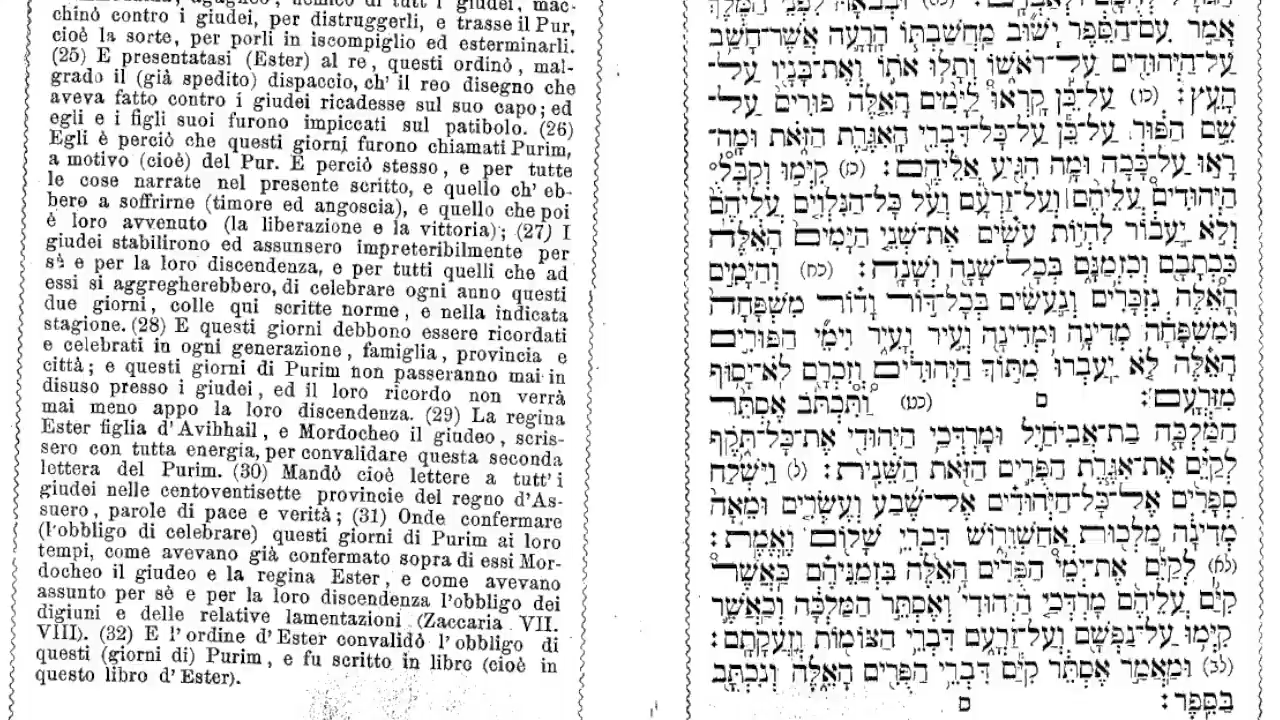 chinò contro i giudei, per distruggerli, e trasse il Pur,
cioè la sorte, per porli in iscompiglio ed esterminarli.
(25) E presentatasi (Ester) al re, questi ordinò, mal-
grado il (già spedito) dispaccio, ch' il reo disegno che
aveva fatto contro i giudei ricadesse sul suo capo; ed
egli e i figli suoi furono impiccati sul patibolo. (26)
Egli è perciò che questi giorni furono chiamati Purim,
a motivo (cioè) del Pur. E perciò stesso, e per tutte
le cose narrate nel presente scritto, e quello ch' eb-
bero a soffrirne (timore ed angoscia), e quello che poi
è loro avvenuto (la liberazione e la vittoria); (27) I
giudei stabilirono ed assunsero impreteribilmente per
sè e per la loro discendenza, e per tutti quelli che ad
essi si aggregherebbero, di celebrare ogni anno questi
due giorni, colle qui scritte norme, e nella indicata
stagione. (28) E questi giorni debbono essere ricordati
e celebrati in ogni generazione, famiglia, provincia e
città; e questi giorni di Purim non passeranno mai in
disuso presso i giudei, ed il loro ricordo non verrà
mai meno appo la loro discendenza. (29) La regina
Ester figlia d'Avibhail, e Mordocheo il giudeo, scris-
sero con tutta energia, per convalidare questa seconda
lettera del Purim. (30) Mandò cioè lettere a tutt' i
giudei nelle centoventisette provincie del regno d'As-
suero, parole di pace e verità; (31) Onde confermare
(l'obbligo di celebrare) questi giorni di Purim ai loro
tempi, come avevano già confermato sopra di essi Mor-
docheo il giudeo e la regina Ester, e come avevano
assunto per sè e per la loro discendenza l'obbligo dei
digiuni e delle relative lamentazioni (Zaccaria VII.
VIII). (32) E l'ordine d'Ester convalidò l'obbligo di
questi (giorni di) Purim, e fu scritto in libro (cioè in
questo libro d'Ester).
אָמַר עִם־הַסֵּפֶר יָשׁוּב מַחֲשַׁבְתּוֹ הָרָעָה אֲשֶׁר־חָשַׁב
עַל־הַיְּהוּדִים עַל־רֹאשׁוֹ וְתָלוּ אֹתוֹ וְאֶת־בָּנָיו עַל־
הָעֵץ: (כו) עַל־כֵּן קָרְאוּ לַיָּמִים הָאֵלֶּה פוּרִים עַל־
שֵׁם הַפּוּר עַל־כֵּן עַל־כָּל־דִּבְרֵי הָאִגֶּרֶת הַזֹּאת וּמָה־
רָאוּ עַל־כָּכָה וּמָה הִגִּיעַ אֲלֵיהֶם: (כז) קִיְּמוּ וְקִבְּלֻ
הַיְּהוּדִים עֲלֵיהֶם וְעַל־זַרְעָם וְעַל כָּל־הַנִּלְוִים עֲלֵיהֶם
וְלֹא יַעֲבוֹר לִהְיוֹת עֹשִׂים אֶת־שְׁנֵי הַיָּמִים הָאֵלֶּה
כִּכְתָבָם וְכִזְמַנָּם בְּכָל־שָׁנָה וְשָׁנָה: (כח) וְהַיָּמִים
הָאֵלֶּה נִזְכָּרִים וְנַעֲשִׂים בְּכָל־דּוֹר וָדוֹר מִשְׁפָּחָה
וּמִשְׁפָּחָה מְדִינָה וּמְדִינָה וְעִיר וָעִיר וִימֵי הַפּוּרִים
הָאֵלֶּה לֹא יַעַבְרוּ מִתּוֹךְ הַיְּהוּדִים וְזִכְרָם לֹא־יָסוּף
מִזַּרְעָם: ס (כט) וַתִּכְתֹּב אֶסְתֵּר
הַמַּלְכָּה בַת־אֲבִיחַיִל וּמָרְדֳּכַי הַיְּהוּדִי אֶת־כָּל־תֹּקֶף
לְקַיֵּם אֶת־אִגֶּרֶת הַפֻּרִים הַזֹּאת הַשֵּׁנִית: (ל) וַיִּשְׁלַח
סְפָרִים אֶל־כָּל־הַיְּהוּדִים אֶל־שֶׁבַע וְעֶשְׂרִים וּמֵאָה
מְדִינָה מַלְכוּת אֲחַשְׁוֵרוֹשׁ דִּבְרֵי שָׁלוֹם וֶאֱמֶת:
(לא) לְקַיֵּם אֶת־יְמֵי הַפֻּרִים הָאֵלֶּה בִּזְמַנֵּיהֶם כַּאֲשֶׁר
קִיַּם עֲלֵיהֶם מָרְדֳּכַי הַיְּהוּדִי וְאֶסְתֵּר הַמַּלְכָּה וְכַאֲשֶׁר
קִיְּמוּ עַל־נַפְשָׁם וְעַל־זַרְעָם דִּבְרֵי הַצֹּמוֹת וְזַעֲקָתָם:
(לב) וּמַאֲמַר אֶסְתֵּר קִיַּם דִּבְרֵי הַפֻּרִים הָאֵלֶּה וְנִכְתָּב
בַּסֵּפֶר: ס